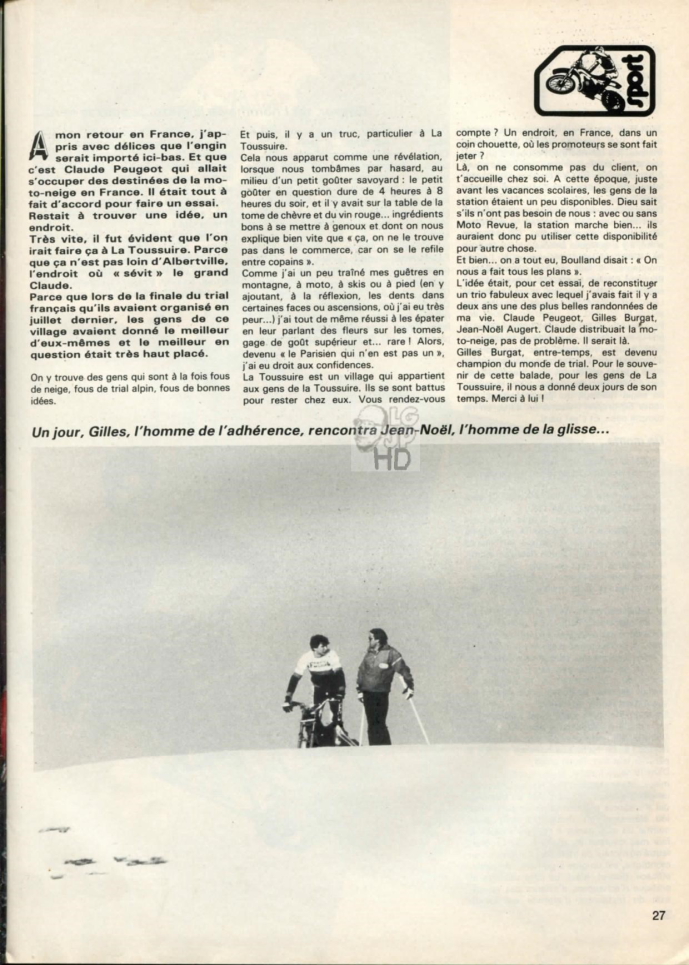 sport
A mon retour en France, j'ap-
pris avec délices que l'engin
serait importé ici-bas. Et que
c'est Claude Peugeot qui allait
s'occuper des destinées de la mo-
to-neige en France. Il était tout à
fait d'accord pour faire un essai.
Restait à trouver une idée, un
endroit.
Très vite, il fut évident que l'on
irait faire ça à La Toussuire. Parce
que ça n'est pas loin d'Albertville,
l'endroit où « sévit » le grand
Claude.
Parce que lors de la finale du trial
français qu'ils avaient organisé en
juillet dernier, les gens de ce
village avaient donné le meilleur
d'eux-mêmes et le meilleur en
question était très haut placé.
On y trouve des gens qui sont à la fois fous
de neige, fous de trial alpin, fous de bonnes
idées.
Et puis, il y a un truc, particulier à La
Toussuire.
Cela nous apparut comme une révélation,
lorsque nous tombâmes par hasard, au
milieu d'un petit goûter savoyard : le petit
goûter en question dure de 4 heures à 8
heures du soir, et il y avait sur la table de la
tome de chèvre et du vin rouge... ingrédients
bons à se mettre à genoux et dont on nous
explique bien vite que « ça, on ne le trouve
pas dans le commerce, car on se le refile
entre copains ».
Comme j'ai un peu traîné mes guêtres en
montagne, à moto, à skis ou à pied (en y
ajoutant, à la réflexion, les dents dans
certaines faces ou ascensions, où j'ai eu très
peur...) j'ai tout de même réussi à les épater
en leur parlant des fleurs sur les tomes,
gage de goût supérieur et... rare ! Alors,
devenu « le Parisien qui n'en est pas un »,
j'ai eu droit aux confidences.
La Toussuire est un village qui appartient
aux gens de la Toussuire. Ils se sont battus
pour rester chez eux. Vous rendez-vous
compte ? Un endroit, en France, dans un
coin chouette, où les promoteurs se sont fait
jeter ?
Là, on ne consomme pas du client, on
t'accueille chez soi. A cette époque, juste
avant les vacances scolaires, les gens de la
station étaient un peu disponibles. Dieu sait
s'ils n'ont pas besoin de nous : avec ou sans
Moto Revue, la station marche bien... ils
auraient donc pu utiliser cette disponibilité
pour autre chose.
Et bien... on a tout eu, Boulland disait : « On
nous a fait tous les plans ».
L'idée était, pour cet essai, de reconstituer
un trio fabuleux avec lequel j'avais fait il y a
deux ans une des plus belles randonnées de
ma vie. Claude Peugeot, Gilles Burgat,
Jean-Noël Augert. Claude distribuait la mo-
to-neige, pas de problème. Il serait là.
Gilles Burgat, entre-temps, est devenu
champion du monde de trial. Pour le souve-
nir de cette balade, pour les gens de La
Toussuire, il nous a donné deux jours de son
temps. Merci à lui !
Un jour, Gilles, l'homme de l'adhérence, rencontra Jean-Noël, l'homme de la glisse...
HD
27